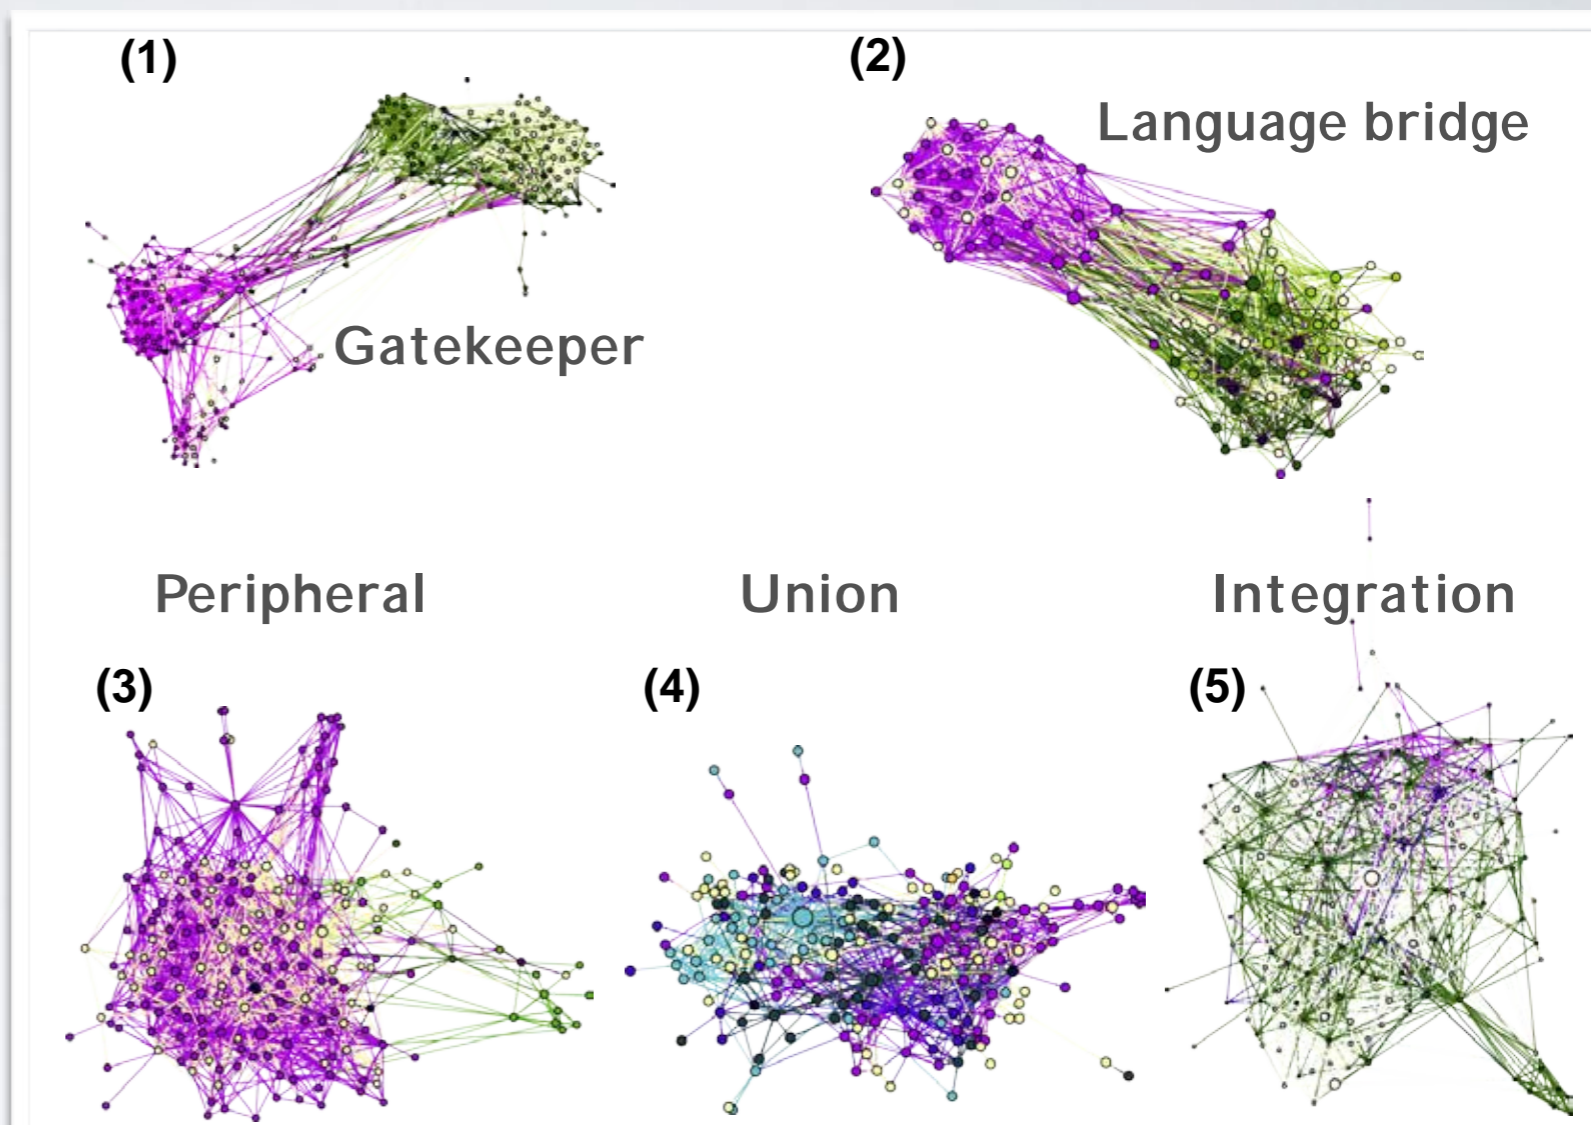 (1)
(2)
Language bridge
Gatekeeper
Peripheral
Union
Integration
(3)
(4)
(5)